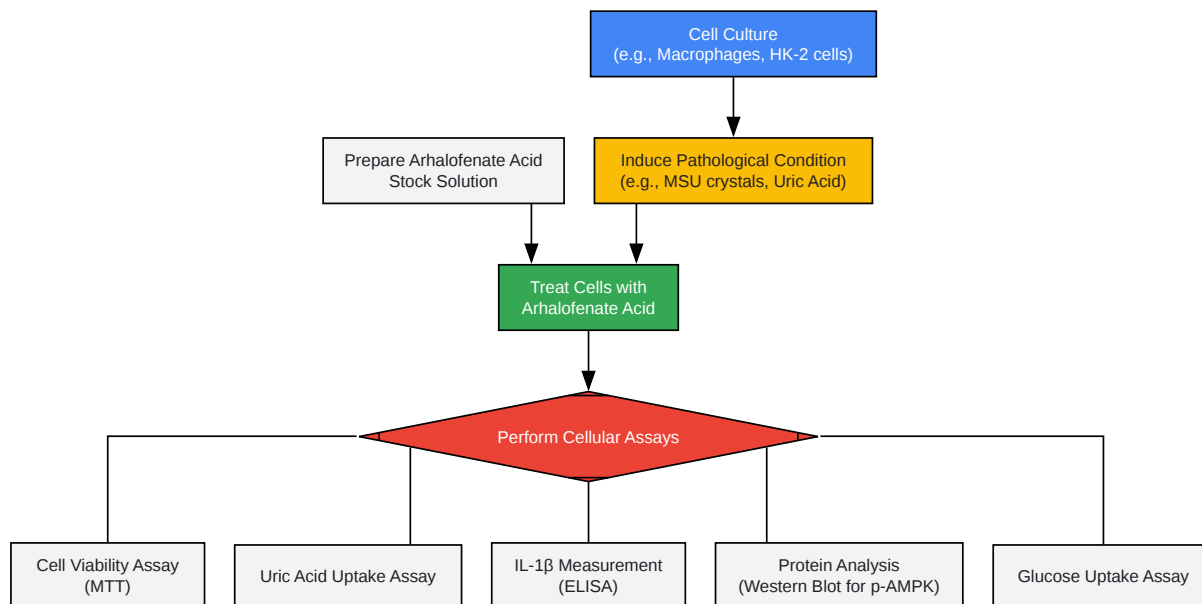 Cell Culture
(e.g., Macrophages, HK-2 cells)
Prepare Arhalofenate Acid
Stock Solution
Induce Pathological Condition
(e.g., MSU crystals, Uric Acid)
Treat Cells with
Arhalofenate Acid
Perform Cellular Assays
Cell Viability Assay
(MTT)
Uric Acid Uptake Assay
IL-1β Measurement
(ELISA)
Protein Analysis
(Western Blot for p-AMPK)
Glucose Uptake Assay